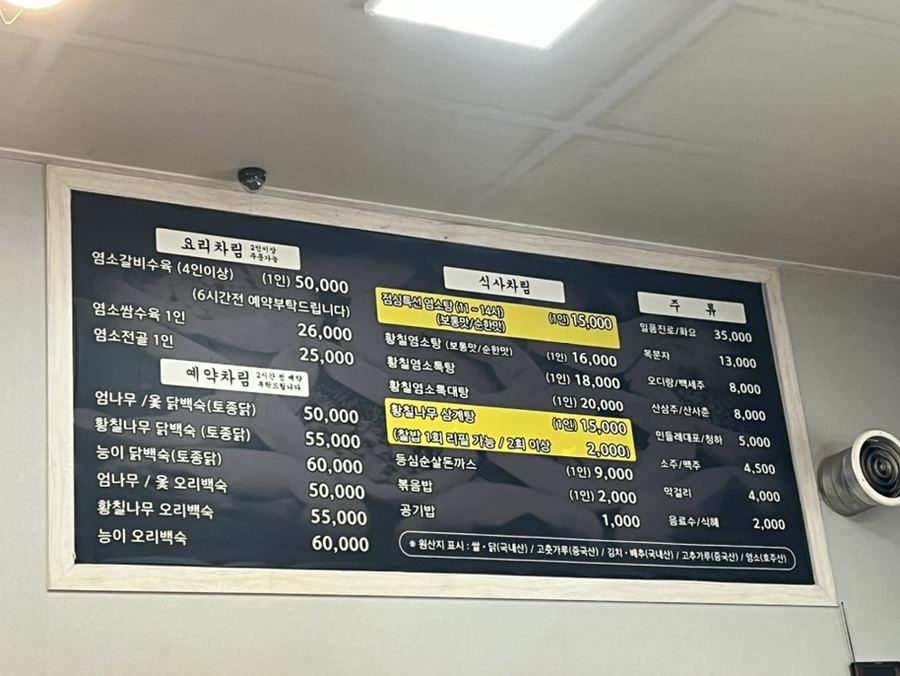 요리차림 2인이상 주문가능
염소갈비수육 (4인이상) (1인) 50,000
(6시간전 예약부탁드립니다)
염소쌈수육 1인 26,000
염소전골 1인 25,000
예약차림 2시간 전 예약 부탁드립니다
엄나무 / 옻 닭백숙(토종닭) 50,000
황칠나무 닭백숙 (토종닭) 55,000
능이 닭백숙(토종닭) 60,000
엄나무 / 옻 오리백숙 50,000
황칠나무 오리백숙 55,000
능이 오리백숙 60,000
식사차림
점심특선 염소탕 (11~14시) (1인) 15,000
(보통맛/순한맛)
황칠염소탕 (보통맛/순한맛) (1인) 16,000
황칠염소특탕 (1인) 18,000
황칠염소특대탕 (1인) 20,000
황칠나무 삼계탕 (1인) 15,000
(찰밥 1회 리필 가능 / 2회 이상 2,000)
등심순살돈까스 (1인) 9,000
볶음밥 (1인) 2,000
공기밥 1,000
주 류
일품진로/화요 35,000
복분자 13,000
오디랑/백세주 8,000
산삼주/산사춘 8,000
민들레대포/청하 5,000
소주/맥주 4,500
막걸리 4,000
음료수/식혜 2,000
※ 원산지 표시 : 쌀·닭(국내산) / 고춧가루(중국산) / 김치·배추(국내산) / 고추가루(중국산) / 염소(호주산)